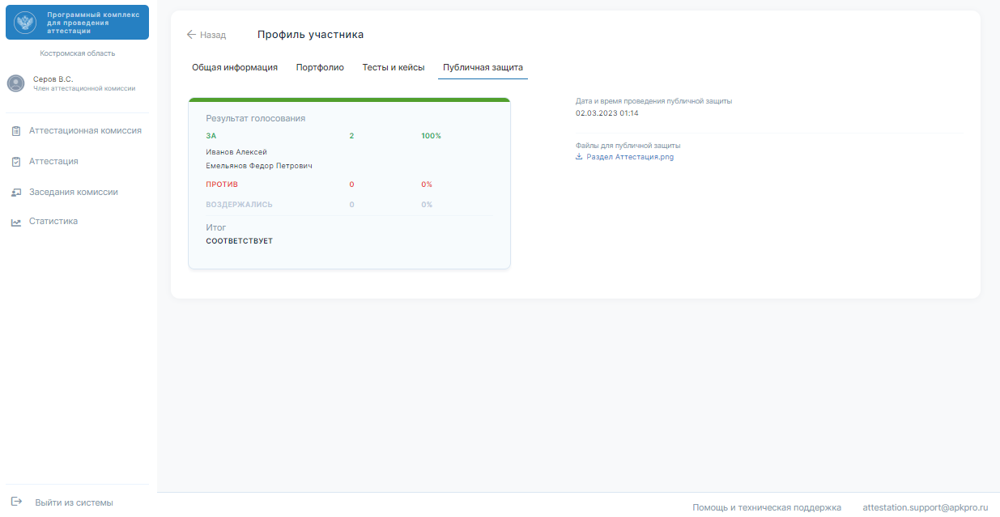 Программный комплекс
для проведения
аттестации
Костромская область
Серов В.С.
Член аттестационной комиссии
Аттестационная комиссия
Аттестация
Заседания комиссии
Статистика
Выйти из системы
Назад
Профиль участника
Общая информация Портфолио Тесты и кейсы Публичная защита
Результат голосования
ЗА 2 100%
Иванов Алексей
Емельянов Федор Петрович
ПРОТИВ 0 0%
ВОЗДЕРЖАЛИСЬ 0 0%
Итог
СООТВЕТСТВУЕТ
Дата и время проведения публичной защиты
02.03.2023 01:14
Файлы для публичной защиты
Раздел Аттестация.png
Помощь и техническая поддержка attestation.support@apkpro.ru